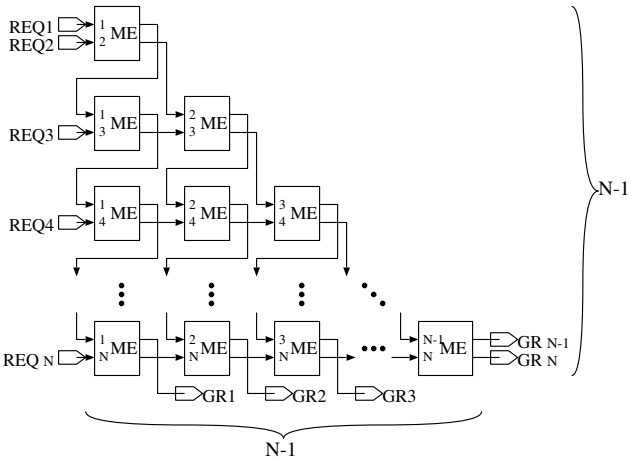 REQ1 1 ME
REQ2 2
1 ME 2 ME
REQ3 3 3
N-1
1 ME 2 ME 3 ME
REQ4 4 4 4
1 ME 2 ME 3 ME N-1 ME GR N-1
REQ N N N N N GR N
GR1 GR2 GR3
N-1